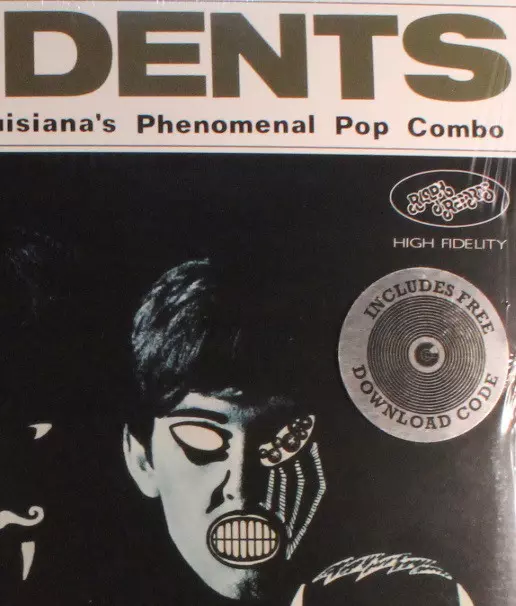 DENTS
uisiana's Phenomenal Pop Combo
HIGH FIDELITY
INCLUDES FREE
DOWNLOAD CODE